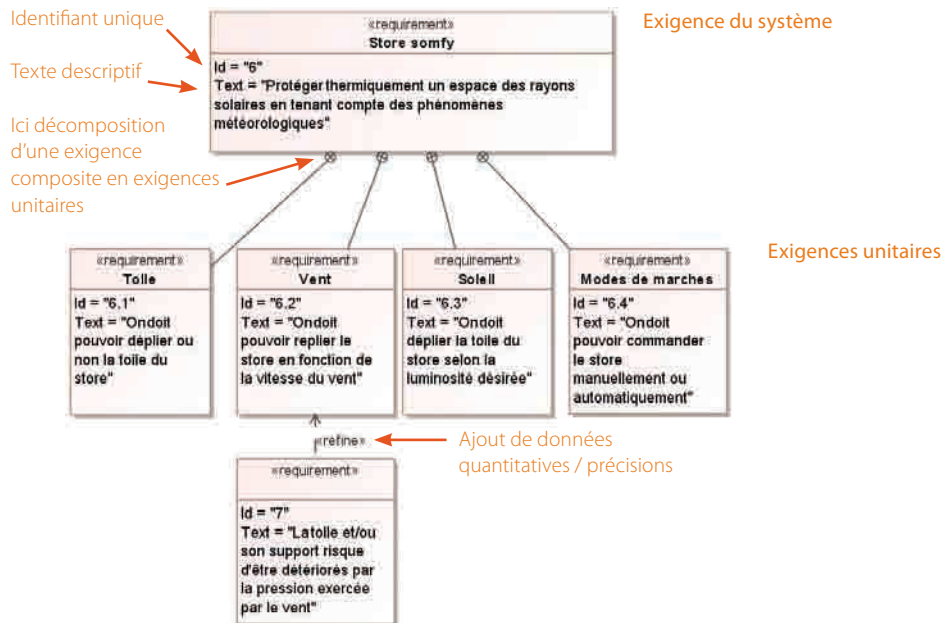 Identifiant unique
Texte descriptif
Ici décomposition
d'une exigence
composite en exigences
unitaires
«requirement»
Store somfy
Id = "6"
Text = "Protéger thermiquement un espace des rayons
solaires en tenant compte des phénomènes
météorologiques"
Exigence du système
Exigences unitaires
«requirement»
Toile
Id = "6.1"
Text = "Ondoit
pouvoir déplier ou
non la toile du
store"
«requirement»
Vent
Id = "6.2"
Text = "Ondoit
pouvoir replier le
store en fonction de
la vitesse du vent"
«requirement»
Soleil
Id = "6.3"
Text = "Ondoit
déplier la toile du
store selon la
luminosité désirée"
«requirement»
Modes de marches
Id = "6.4"
Text = "Ondoit
pouvoir commander
le store
manuellement ou
automatiquement"
«refine»
Ajout de données
quantitatives / précisions
«requirement»
Id = "7"
Text = "Latoile et/ou
son support risque
d'être détériorés par
la pression exercée
par le vent"